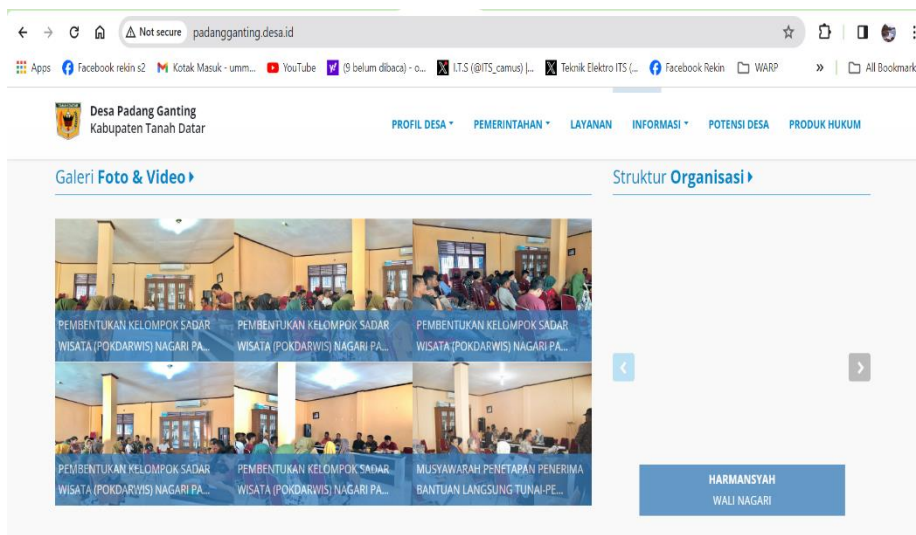 Not secure padangganting.desa.id
Apps Facebook rekin s2 Kotak Masuk - umm... YouTube (9 belum dibaca) - o... I.T.S (@ITS_camus) |... Teknik Elektro ITS (... Facebook Rekin WARP » All Bookmark
Desa Padang Ganting
Kabupaten Tanah Datar
PROFIL DESA PEMERINTAHAN LAYANAN INFORMASI POTENSI DESA PRODUK HUKUM
Galeri Foto & Video
Struktur Organisasi
PEMBENTUKAN KELOMPOK SADAR
WISATA (POKDARWIS) NAGARI PA...
PEMBENTUKAN KELOMPOK SADAR
WISATA (POKDARWIS) NAGARI PA...
PEMBENTUKAN KELOMPOK SADAR
WISATA (POKDARWIS) NAGARI PA...
PEMBENTUKAN KELOMPOK SADAR
WISATA (POKDARWIS) NAGARI PA...
PEMBENTUKAN KELOMPOK SADAR
WISATA (POKDARWIS) NAGARI PA...
MUSYAWARAH PENETAPAN PENERIMA
BANTUAN LANGSUNG TUNAI-PE...
HARMANSYAH
WALI NAGARI